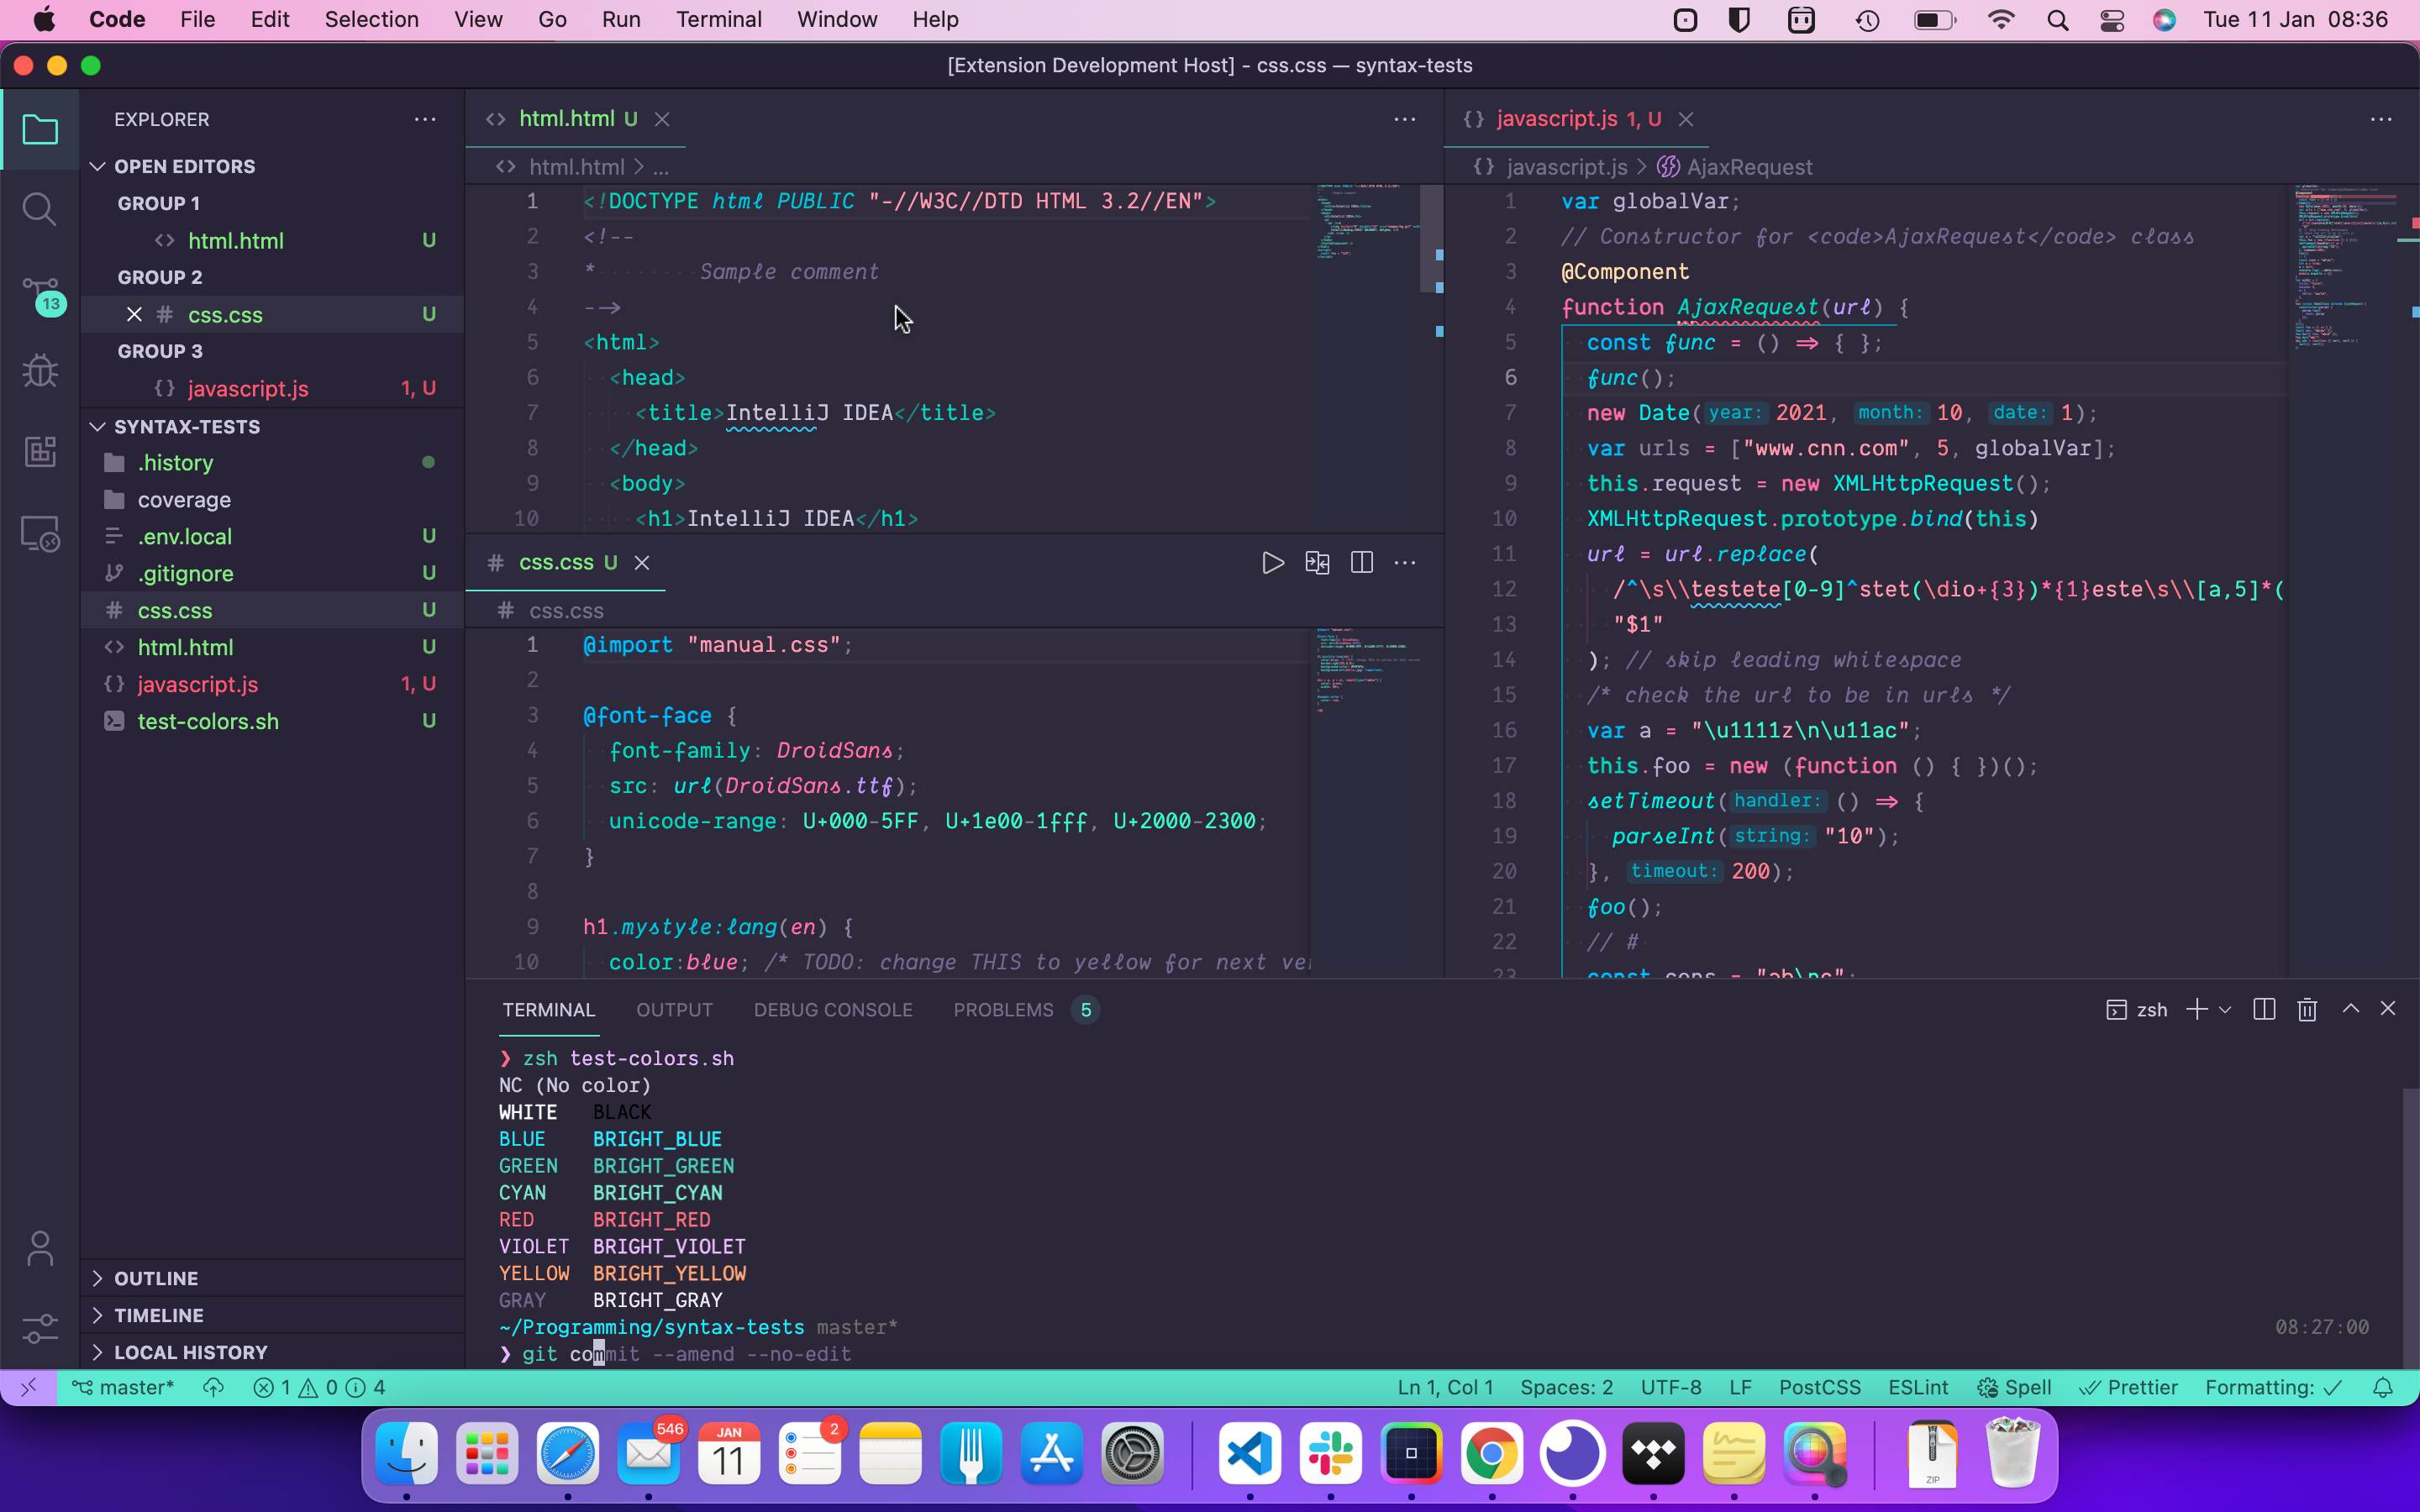 Code File Edit Selection View Go Run Terminal Window Help Tue 11 Jan 08:36
[Extension Development Host] - css.css — syntax-tests
EXPLORER
OPEN EDITORS
GROUP 1
<> html.html U
GROUP 2
# css.css U
GROUP 3
{} javascript.js 1, U
SYNTAX-TESTS
.history
coverage
.env.local U
.gitignore U
# css.css U
<> html.html U
{} javascript.js 1, U
test-colors.sh U
OUTLINE
TIMELINE
LOCAL HISTORY
13
<> html.html U
<> html.html > ...
1 <!DOCTYPE html PUBLIC "-//W3C//DTD HTML 3.2//EN">
2 <!--
3 * Sample comment
4 -->
5 <html>
6 <head>
7 <title>IntelliJ IDEA</title>
8 </head>
9 <body>
10 <h1>IntelliJ IDEA</h1>
# css.css U
# css.css
1 @import "manual.css";
2
3 @font-face {
4 font-family: DroidSans;
5 src: url(DroidSans.ttf);
6 unicode-range: U+000-5FF, U+1e00-1fff, U+2000-2300;
7 }
8
9 h1.mystyle:lang(en) {
10 color:blue; /* TODO: change THIS to yellow for next ve
{} javascript.js 1, U
{} javascript.js > AjaxRequest
1 var globalVar;
2 // Constructor for <code>AjaxRequest</code> class
3 @Component
4 function AjaxRequest(url) {
5 const func = () => { };
6 func();
7 new Date(year: 2021, month: 10, date: 1);
8 var urls = ["www.cnn.com", 5, globalVar];
9 this.request = new XMLHttpRequest();
10 XMLHttpRequest.prototype.bind(this)
11 url = url.replace(
12 /^\s\\testete[0-9]^stet(\dio+{3})*{1}este\s\\[a,5]*(
13 "$1"
14 ); // skip leading whitespace
15 /* check the url to be in urls */
16 var a = "\u1111z\n\u11ac";
17 this.foo = new (function () { })();
18 setTimeout(handler: () => {
19 parseInt(string: "10");
20 }, timeout: 200);
21 foo();
22 // #
23 const cons = "ab\nc";
TERMINAL OUTPUT DEBUG CONSOLE PROBLEMS 5 zsh
❯ zsh test-colors.sh
NC (No color)
WHITE BLACK
BLUE BRIGHT_BLUE
GREEN BRIGHT_GREEN
CYAN BRIGHT_CYAN
RED BRIGHT_RED
VIOLET BRIGHT_VIOLET
YELLOW BRIGHT_YELLOW
GRAY BRIGHT_GRAY
~/Programming/syntax-tests master* 08:27:00
❯ git commit --amend --no-edit
master* 1 0 4 Ln 1, Col 1 Spaces: 2 UTF-8 LF PostCSS ESLint Spell Prettier Formatting: ✓
546 JAN 11 2 ZIP